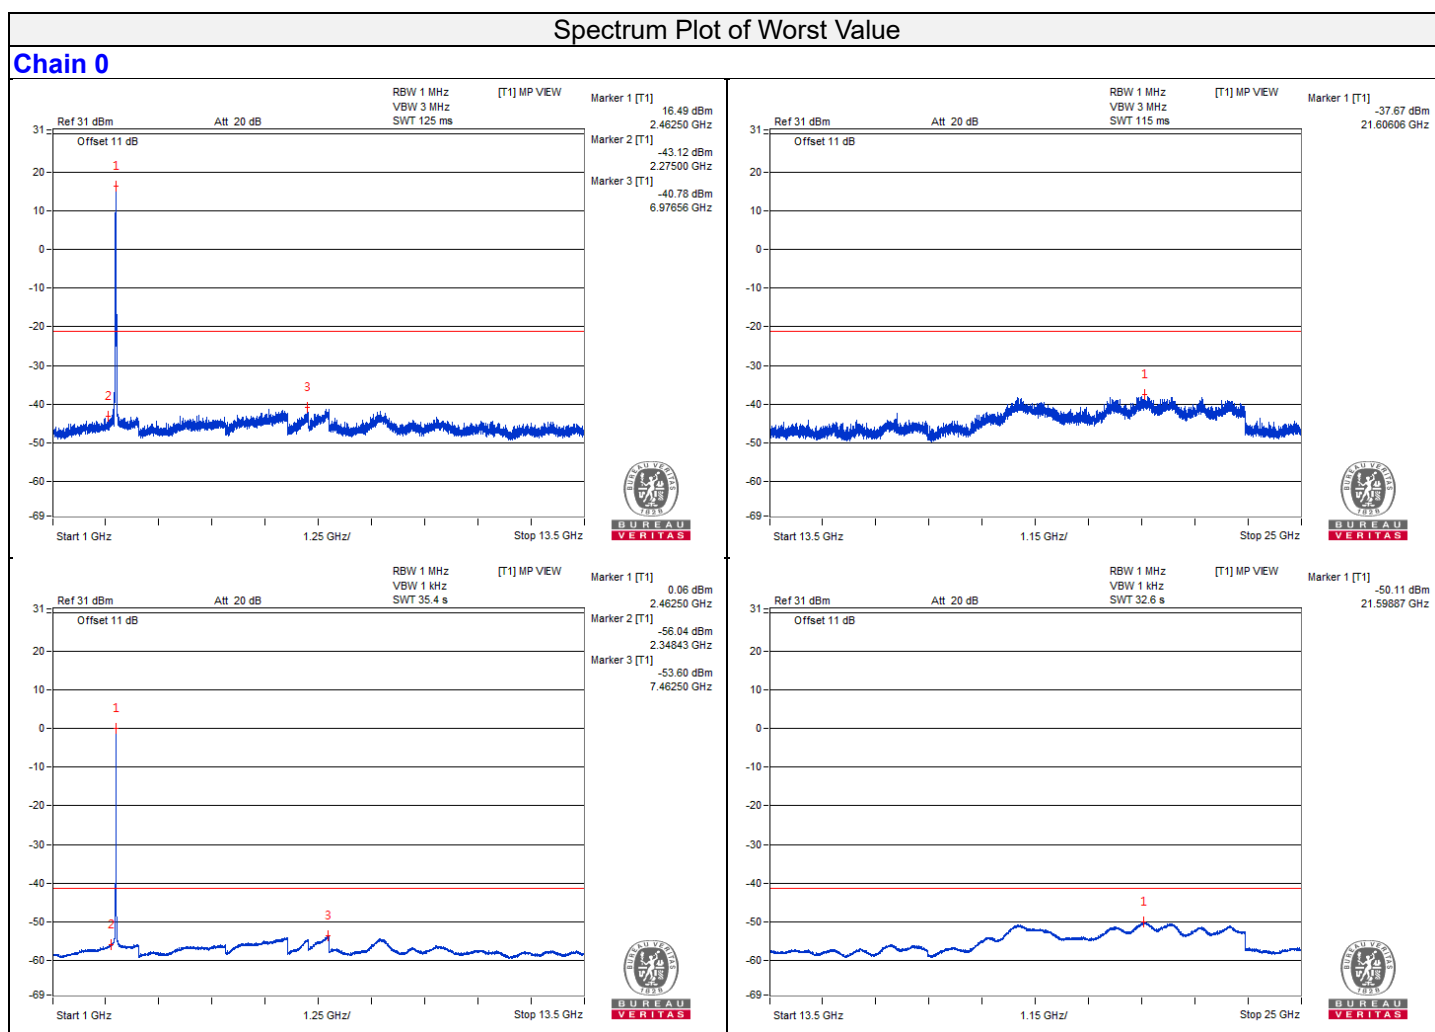 Spectrum Plot of Worst Value
Chain 0
RBW 1 MHz [T1] MP VIEW Marker 1 [T1]
VBW 3 MHz 16.49 dBm
Ref 31 dBm Att 20 dB SWT 125 ms 2.46250 GHz
Offset 11 dB Marker 2 [T1]
-43.12 dBm
2.27500 GHz
Marker 3 [T1]
-40.78 dBm
6.97656 GHz
31
20
10
0
-10
-20
-30
-40
-50
-60
-69
1
2
3
Start 1 GHz 1.25 GHz/ Stop 13.5 GHz
BUREAU VERITAS
1828
BUREAU
VERITAS
RBW 1 MHz [T1] MP VIEW Marker 1 [T1]
VBW 3 MHz -37.67 dBm
Ref 31 dBm Att 20 dB SWT 115 ms 21.60606 GHz
Offset 11 dB
31
20
10
0
-10
-20
-30
-40
-50
-60
-69
1
Start 13.5 GHz 1.15 GHz/ Stop 25 GHz
BUREAU VERITAS
1828
BUREAU
VERITAS
RBW 1 MHz [T1] MP VIEW Marker 1 [T1]
VBW 1 kHz 0.06 dBm
Ref 31 dBm Att 20 dB SWT 35.4 s 2.46250 GHz
Offset 11 dB Marker 2 [T1]
-56.04 dBm
2.34843 GHz
Marker 3 [T1]
-53.60 dBm
7.46250 GHz
31
20
10
0
-10
-20
-30
-40
-50
-60
-69
1
2
3
Start 1 GHz 1.25 GHz/ Stop 13.5 GHz
BUREAU VERITAS
1828
BUREAU
VERITAS
RBW 1 MHz [T1] MP VIEW Marker 1 [T1]
VBW 1 kHz -50.11 dBm
Ref 31 dBm Att 20 dB SWT 32.6 s 21.59887 GHz
Offset 11 dB
31
20
10
0
-10
-20
-30
-40
-50
-60
-69
1
Start 13.5 GHz 1.15 GHz/ Stop 25 GHz
BUREAU VERITAS
1828
BUREAU
VERITAS